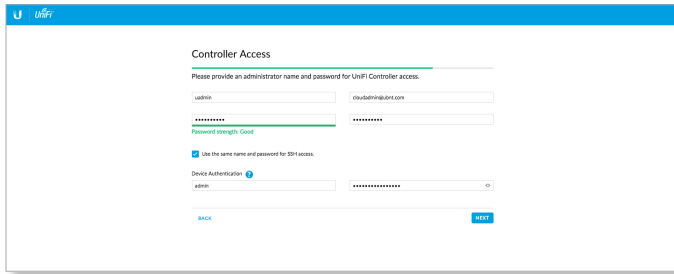 U UniFi
Controller Access
Please provide an administrator name and password for UniFi Controller access.
uadmin cloudadmin@ubnt.com
•••••••••• ••••••••••
Password strength: Good
Use the same name and password for SSH access.
Device Authentication ?
admin ••••••••••••••••
BACK NEXT